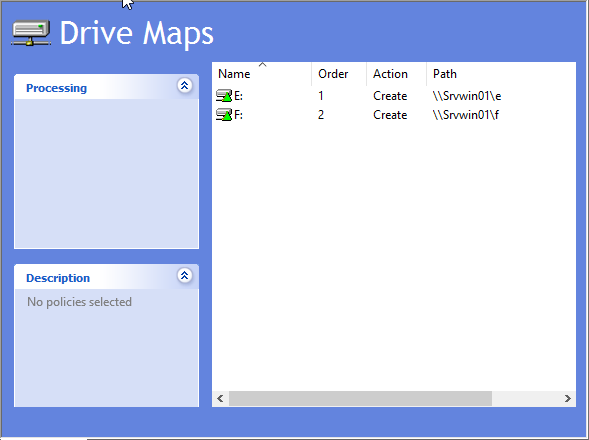 Drive Maps
Processing
Description
No policies selected
Name Order Action Path
E: 1 Create \\Srvwin01\e
F: 2 Create \\Srvwin01\f